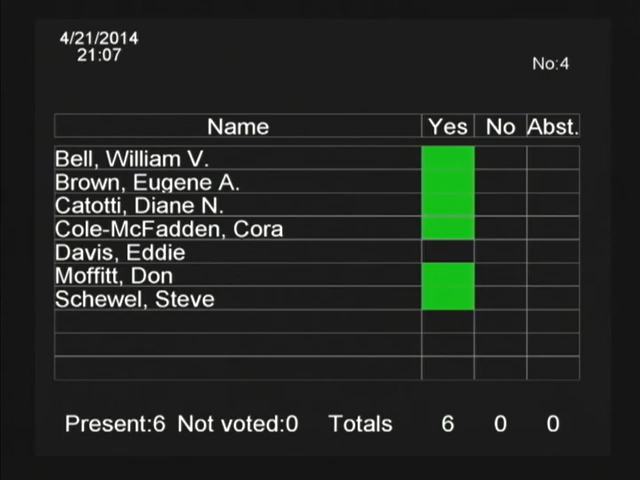 4/21/2014
21:07
No:4
Name Yes No Abst.
Bell, William V.
Brown, Eugene A.
Catotti, Diane N.
Cole-McFadden, Cora
Davis, Eddie
Moffitt, Don
Schewel, Steve
Present:6 Not voted:0 Totals 6 0 0